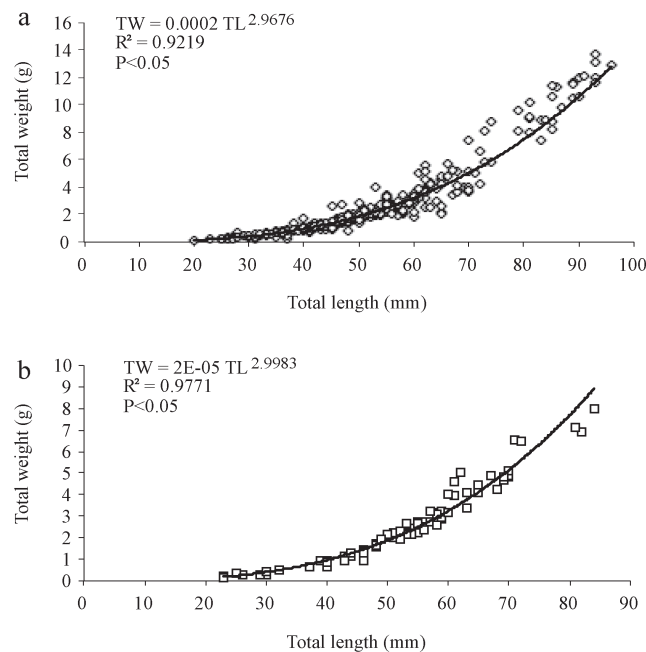 a
TW = 0.0002 TL^2.9676
R² = 0.9219
P<0.05
Total weight (g)
16
14
12
10
8
6
4
2
0
0 10 20 30 40 50 60 70 80 90 100
Total length (mm)
b
TW = 2E-05 TL^2.9983
R² = 0.9771
P<0.05
Total weight (g)
10
9
8
7
6
5
4
3
2
1
0
0 10 20 30 40 50 60 70 80 90
Total length (mm)